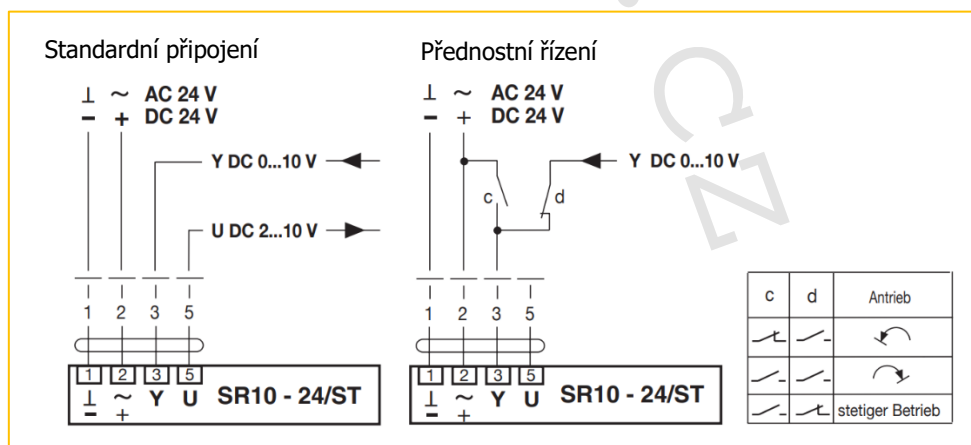 Standardní připojení
⊥ ~ AC 24 V
− + DC 24 V
Y DC 0...10 V
U DC 2...10 V
1 2 3 5
1 2 3 5
⊥ ~ Y U SR10 - 24/ST
− +
Přednostní řízení
⊥ ~ AC 24 V
− + DC 24 V
Y DC 0...10 V
c d
1 2 3 5
1 2 3 5
⊥ ~ Y U SR10 - 24/ST
− +
c d Antrieb
stetiger Betrieb
CZ